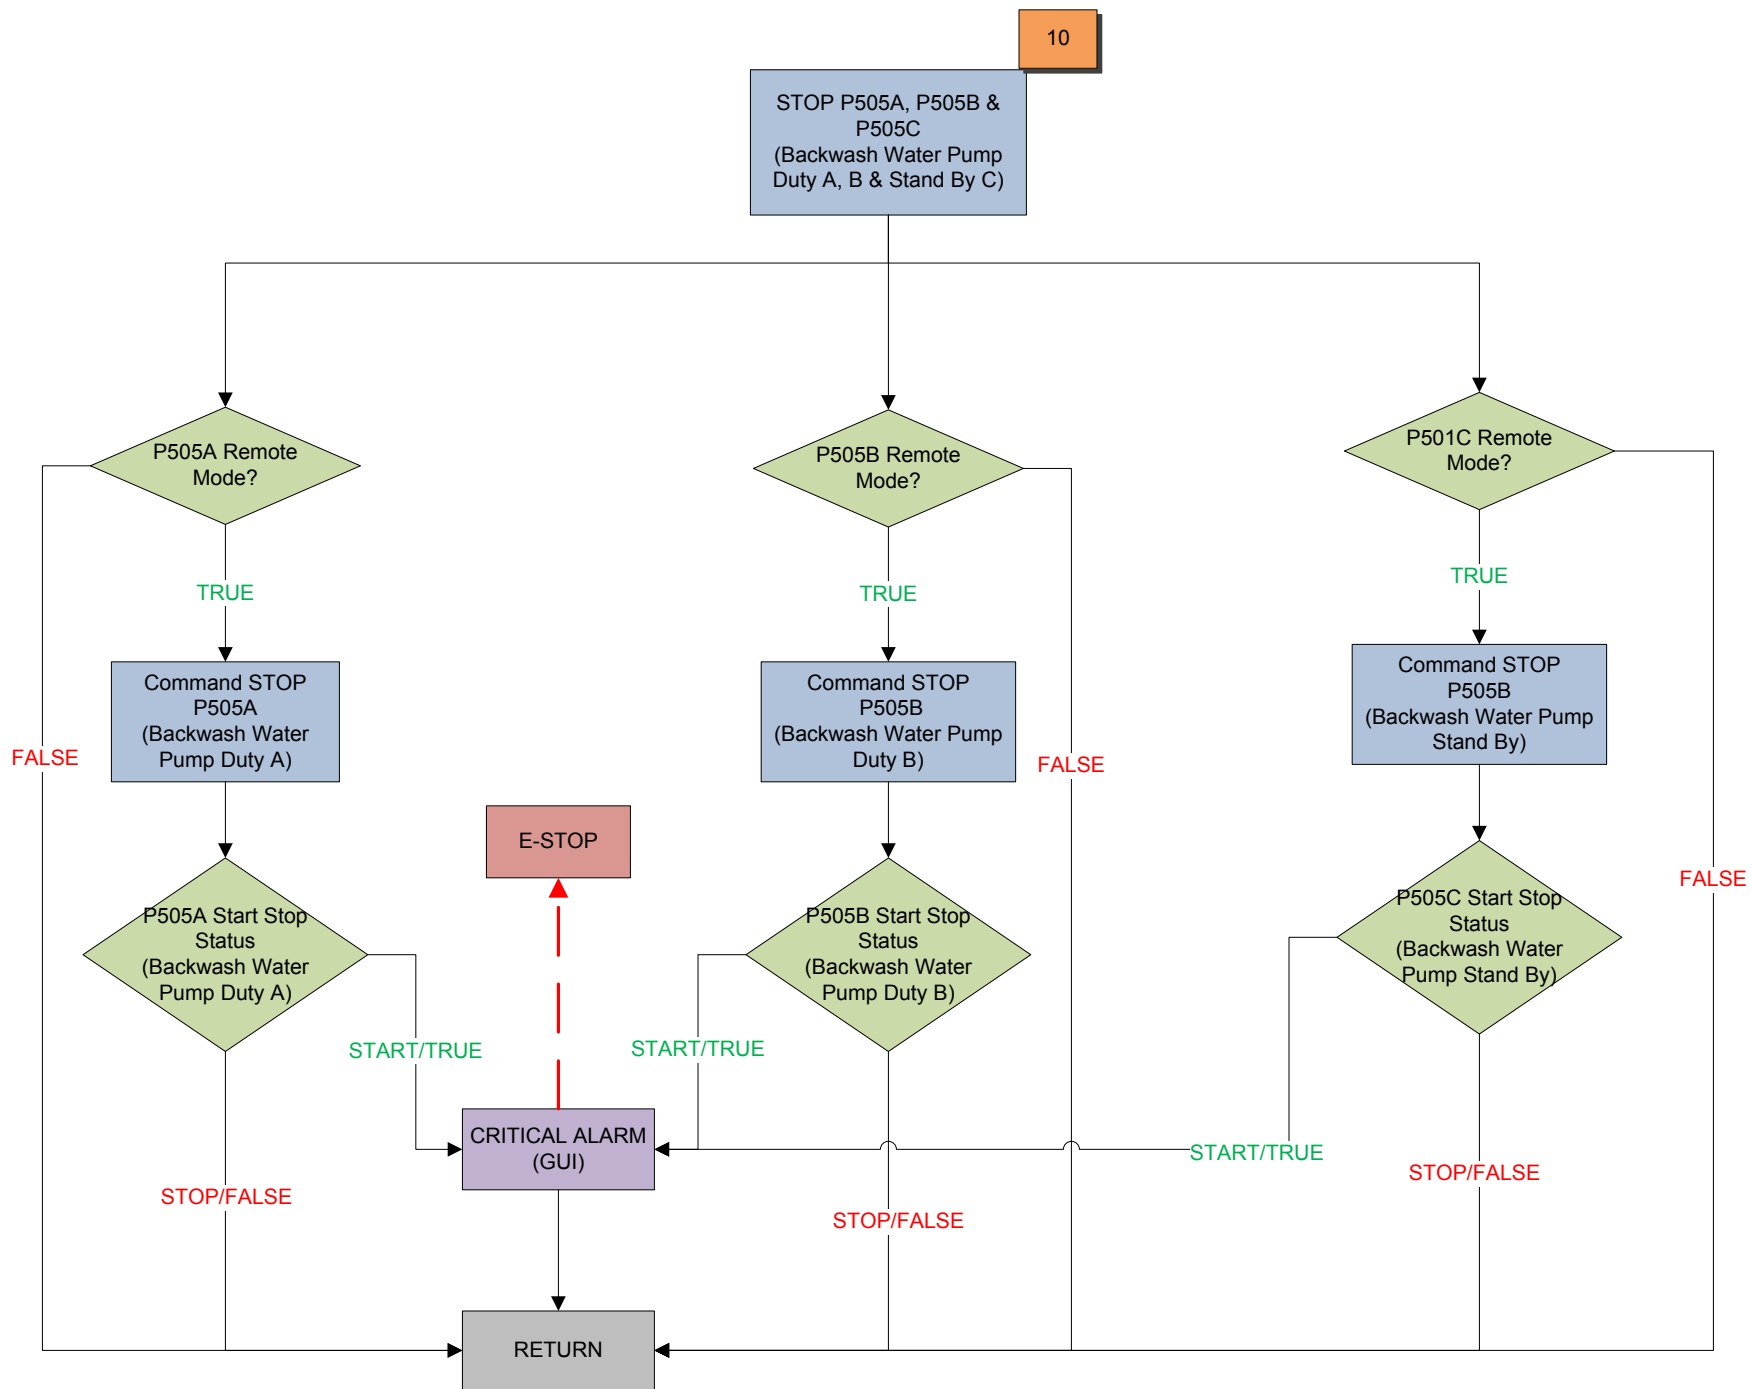 10
STOP P505A, P505B &
P505C
(Backwash Water Pump
Duty A, B & Stand By C)
P505A Remote
Mode?
P505B Remote
Mode?
P501C Remote
Mode?
TRUE
TRUE
TRUE
Command STOP
P505A
(Backwash Water
Pump Duty A)
Command STOP
P505B
(Backwash Water Pump
Duty B)
Command STOP
P505B
(Backwash Water Pump
Stand By)
FALSE
FALSE
FALSE
E-STOP
P505A Start Stop
Status
(Backwash Water
Pump Duty A)
P505B Start Stop
Status
(Backwash Water
Pump Duty B)
P505C Start Stop
Status
(Backwash Water
Pump Stand By)
START/TRUE
START/TRUE
START/TRUE
CRITICAL ALARM
(GUI)
STOP/FALSE
STOP/FALSE
STOP/FALSE
RETURN